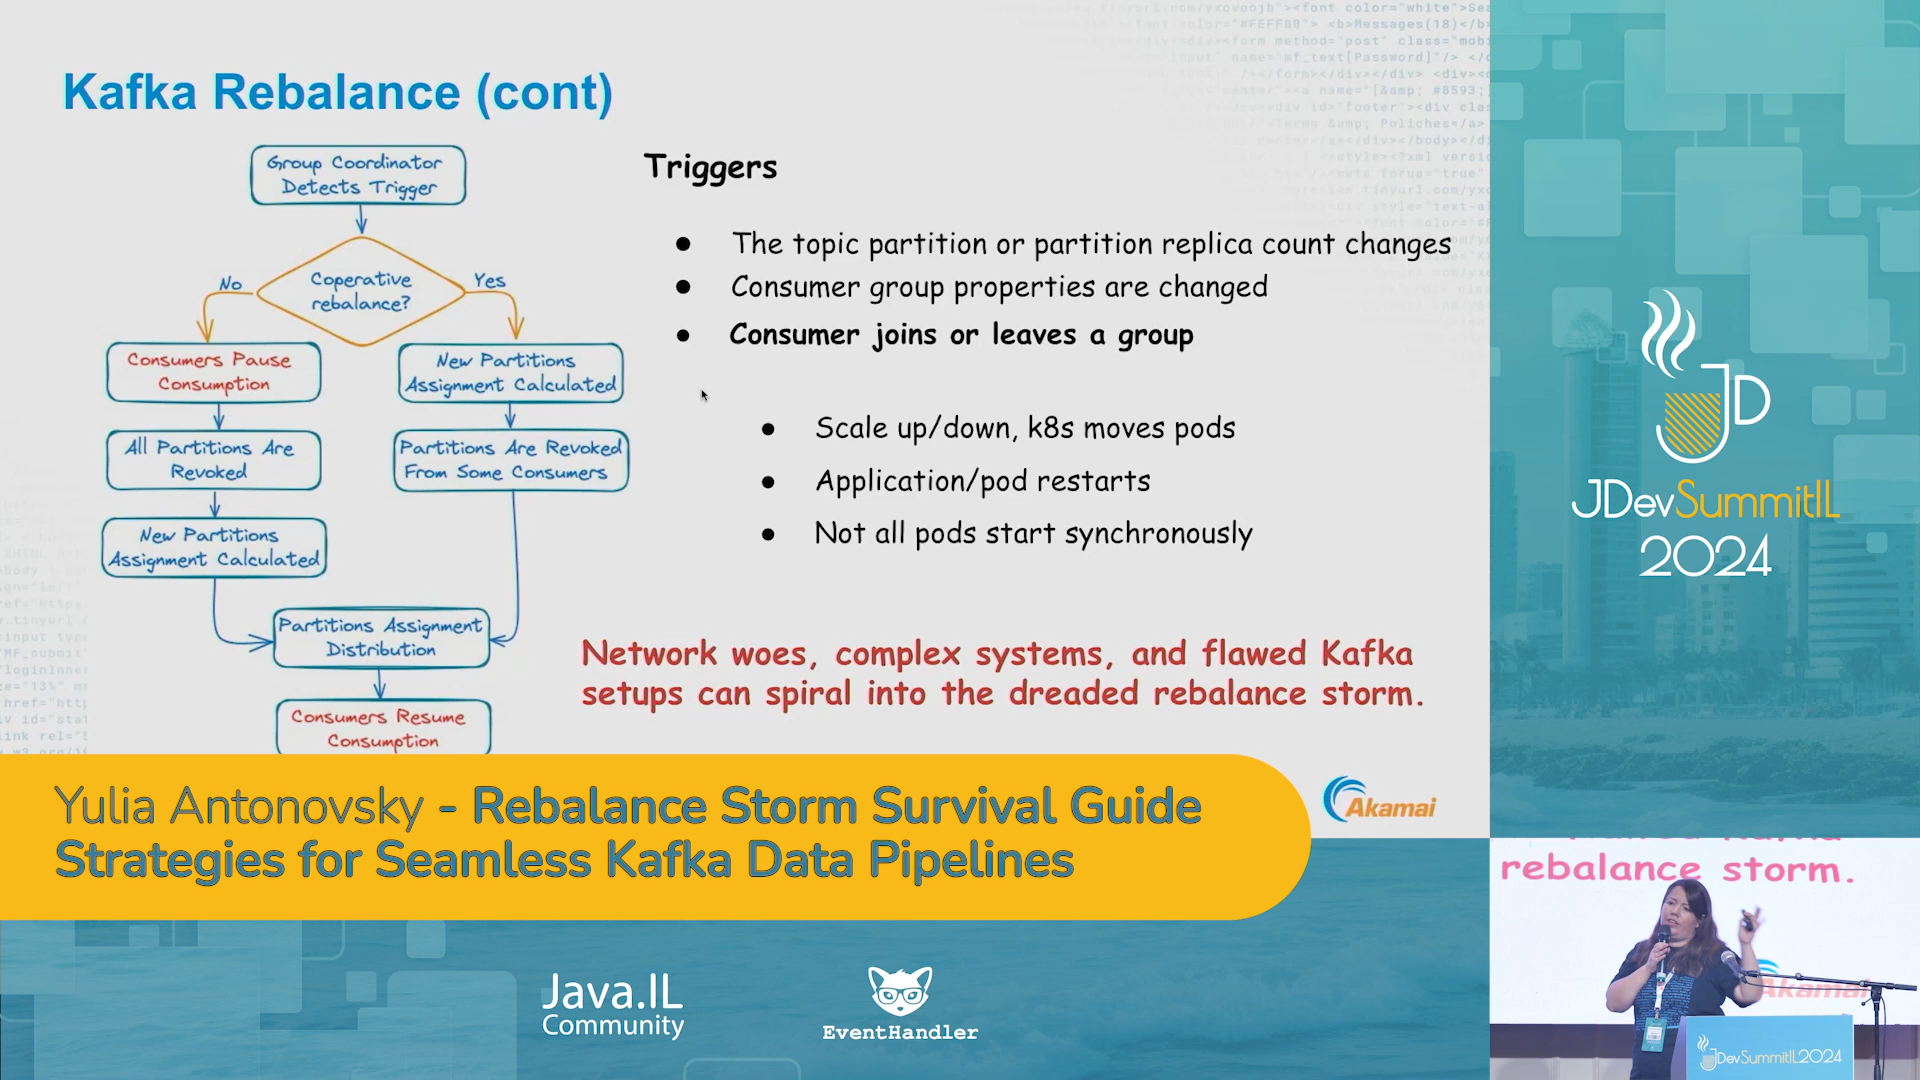 Kafka Rebalance (cont)
Group Coordinator
Detects Trigger
Coperative
rebalance?
No
Yes
Consumers Pause
Consumption
New Partitions
Assignment Calculated
All Partitions Are
Revoked
Partitions Are Revoked
From Some Consumers
New Partitions
Assignment Calculated
Partitions Assignment
Distribution
Consumers Resume
Consumption
Triggers
● The topic partition or partition replica count changes
● Consumer group properties are changed
● Consumer joins or leaves a group
● Scale up/down, k8s moves pods
● Application/pod restarts
● Not all pods start synchronously
Network woes, complex systems, and flawed Kafka
setups can spiral into the dreaded rebalance storm.
Akamai
JD
JDevSummitIL
2024
Yulia Antonovsky - Rebalance Storm Survival Guide
Strategies for Seamless Kafka Data Pipelines
Java.IL
Community
EventHandler
rebalance storm.
Akamai
JDevSummitIL2024